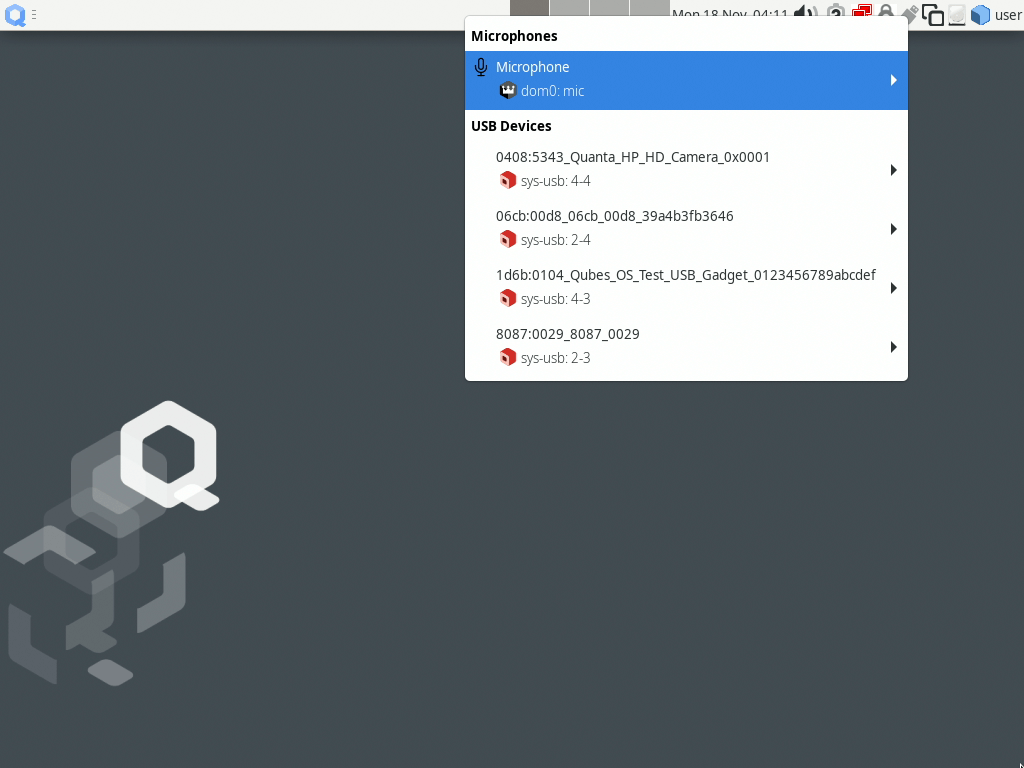 Mon 18 Nov, 04:11
user
Microphones
Microphone
dom0: mic
USB Devices
0408:5343_Quanta_HP_HD_Camera_0x0001
sys-usb: 4-4
06cb:00d8_06cb_00d8_39a4b3fb3646
sys-usb: 2-4
1d6b:0104_Qubes_OS_Test_USB_Gadget_0123456789abcdef
sys-usb: 4-3
8087:0029_8087_0029
sys-usb: 2-3